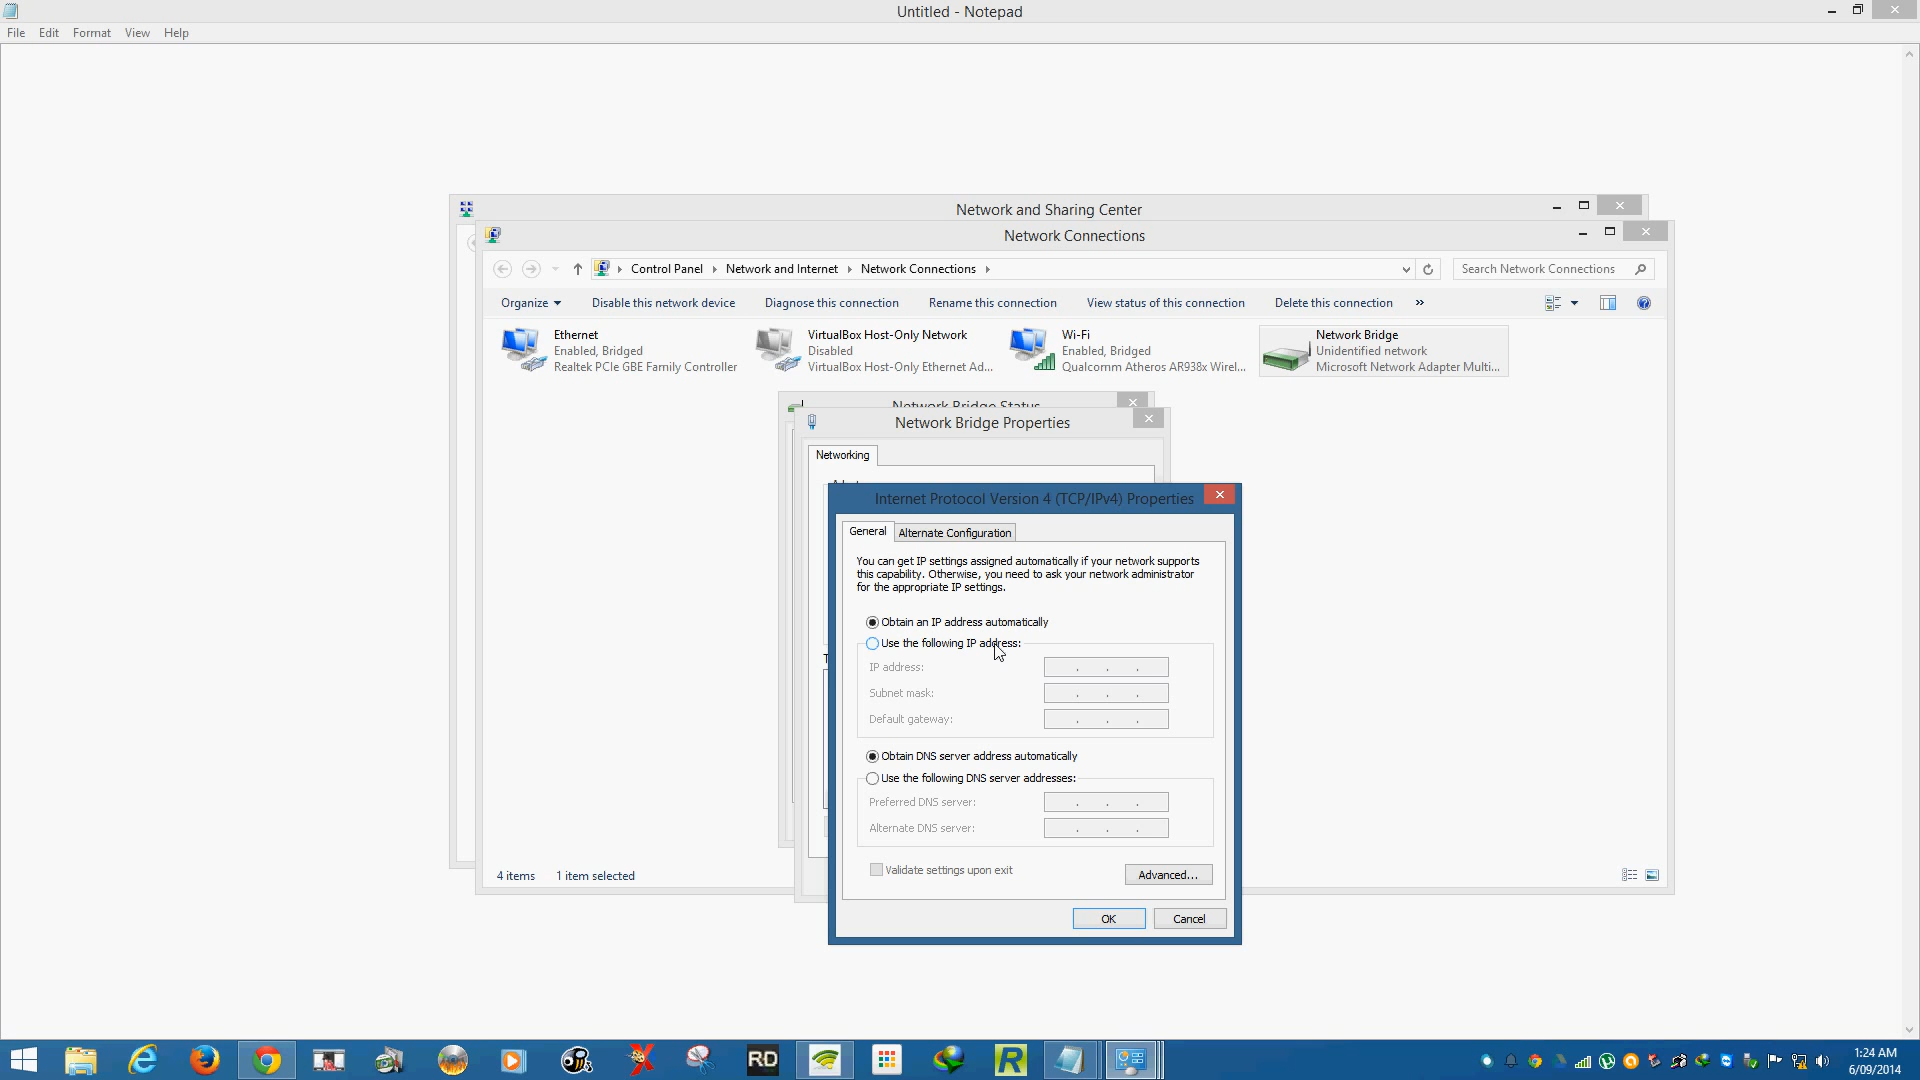 Untitled - Notepad
File Edit Format View Help
Network and Sharing Center
Network Connections
Control Panel Network and Internet Network Connections
Search Network Connections
Organize Disable this network device Diagnose this connection Rename this connection View status of this connection Delete this connection »
Ethernet
Enabled, Bridged
Realtek PCIe GBE Family Controller
VirtualBox Host-Only Network
Disabled
VirtualBox Host-Only Ethernet Ad...
Wi-Fi
Enabled, Bridged
Qualcomm Atheros AR938x Wirel...
Network Bridge
Unidentified network
Microsoft Network Adapter Multi...
Network Bridge Status
Network Bridge Properties
Networking
Internet Protocol Version 4 (TCP/IPv4) Properties
General Alternate Configuration
You can get IP settings assigned automatically if your network supports
this capability. Otherwise, you need to ask your network administrator
for the appropriate IP settings.
Obtain an IP address automatically
Use the following IP address:
IP address:
Subnet mask:
Default gateway:
Obtain DNS server address automatically
Use the following DNS server addresses:
Preferred DNS server:
Alternate DNS server:
Validate settings upon exit
Advanced...
OK Cancel
4 items 1 item selected
RD
R
1:24 AM
6/09/2014